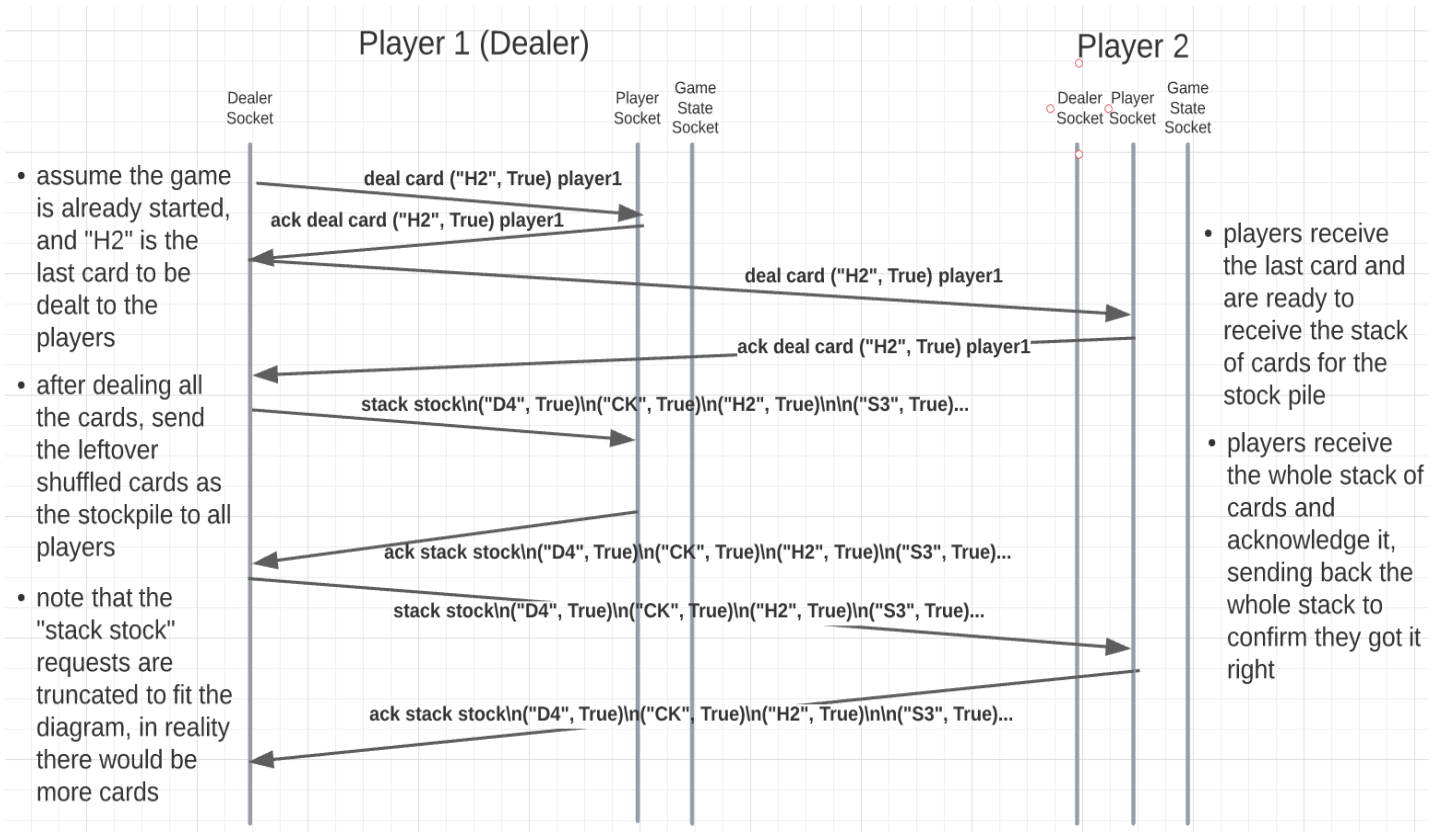 Player 1 (Dealer)
Player 2
Dealer
Socket
Player
Socket
Game
State
Socket
Dealer
Socket
Player
Socket
Game
State
Socket
• assume the game
is already started,
and "H2" is the
last card to be
dealt to the
players
• after dealing all
the cards, send
the leftover
shuffled cards as
the stockpile to all
players
• note that the
"stack stock"
requests are
truncated to fit the
diagram, in reality
there would be
more cards
deal card ("H2", True) player1
ack deal card ("H2", True) player1
deal card ("H2", True) player1
ack deal card ("H2", True) player1
stack stock\n("D4", True)\n("CK", True)\n("H2", True)\n\n("S3", True)...
ack stack stock\n("D4", True)\n("CK", True)\n("H2", True)\n("S3", True)...
stack stock\n("D4", True)\n("CK", True)\n("H2", True)\n("S3", True)...
ack stack stock\n("D4", True)\n("CK", True)\n("H2", True)\n\n("S3", True)...
• players receive
the last card and
are ready to
receive the stack
of cards for the
stock pile
• players receive
the whole stack of
cards and
acknowledge it,
sending back the
whole stack to
confirm they got it
right